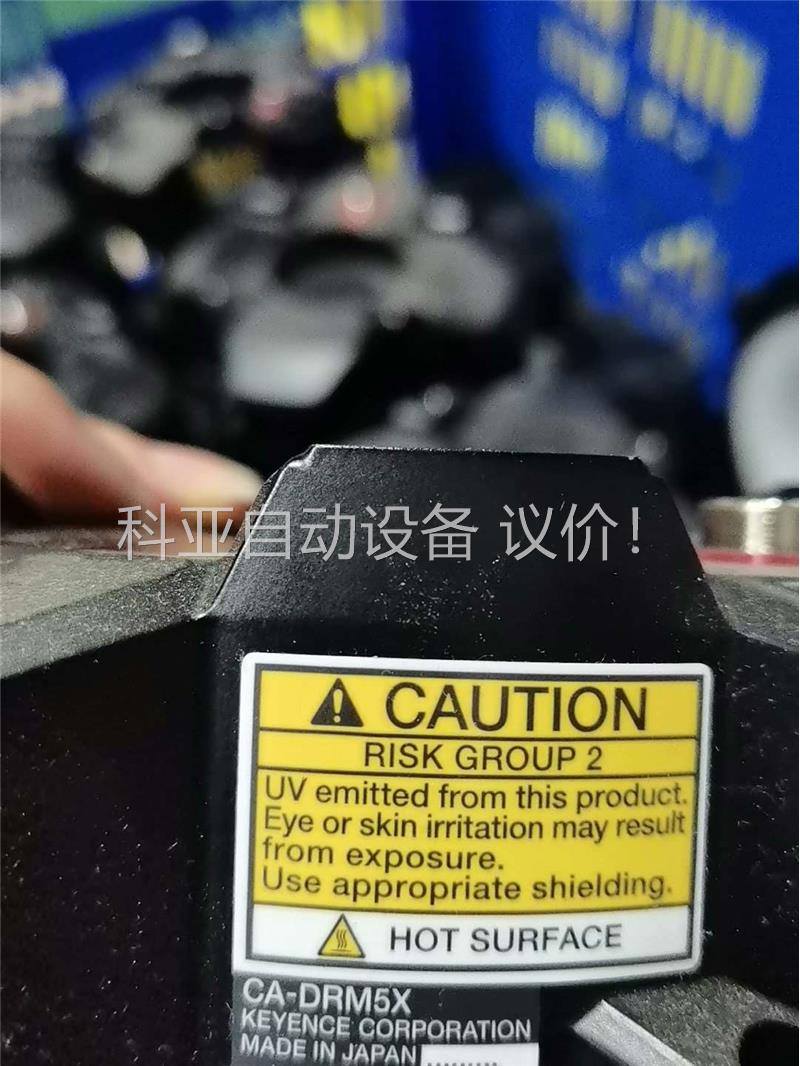 科亚自动设备 议价!
CAUTION
RISK GROUP 2
UV emitted from this product.
Eye or skin irritation may result
from exposure.
Use appropriate shielding.
HOT SURFACE
CA-DRM5X
KEYENCE CORPORATION
MADE IN JAPAN